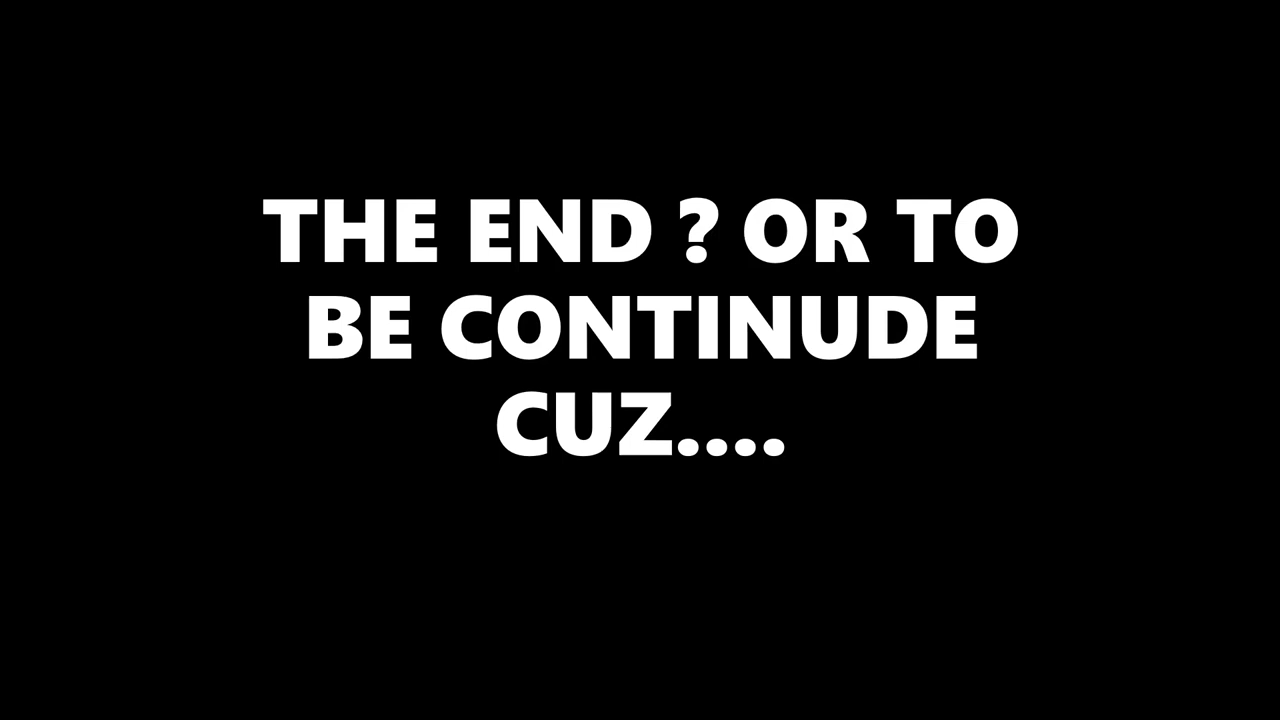 THE END ? OR TO
BE CONTINUDE
CUZ....